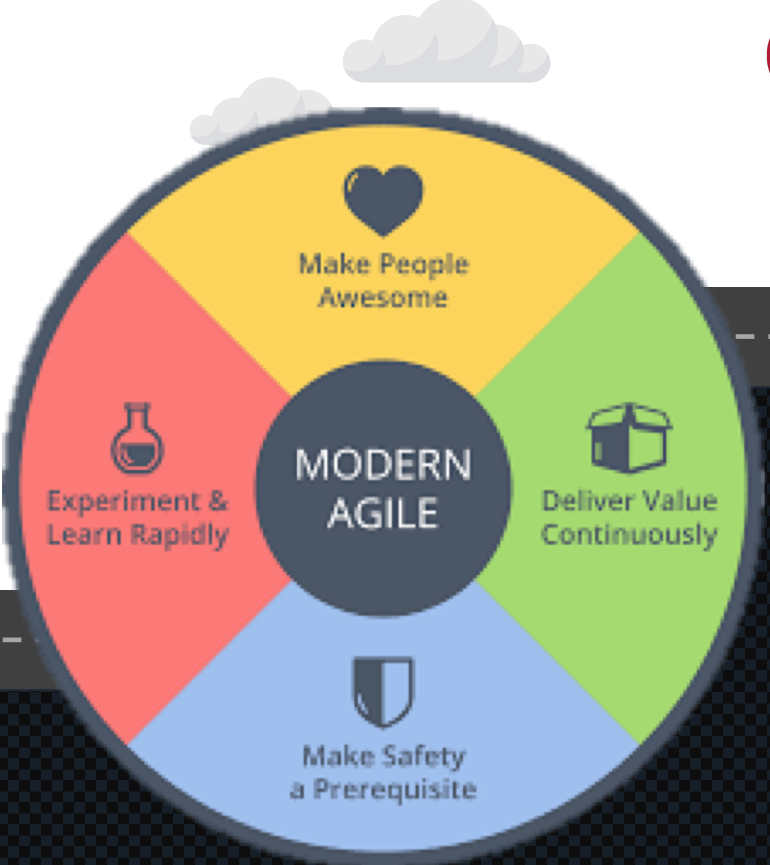 Make People
Awesome
MODERN
AGILE
Experiment &
Learn Rapidly
Deliver Value
Continuously
Make Safety
a Prerequisite